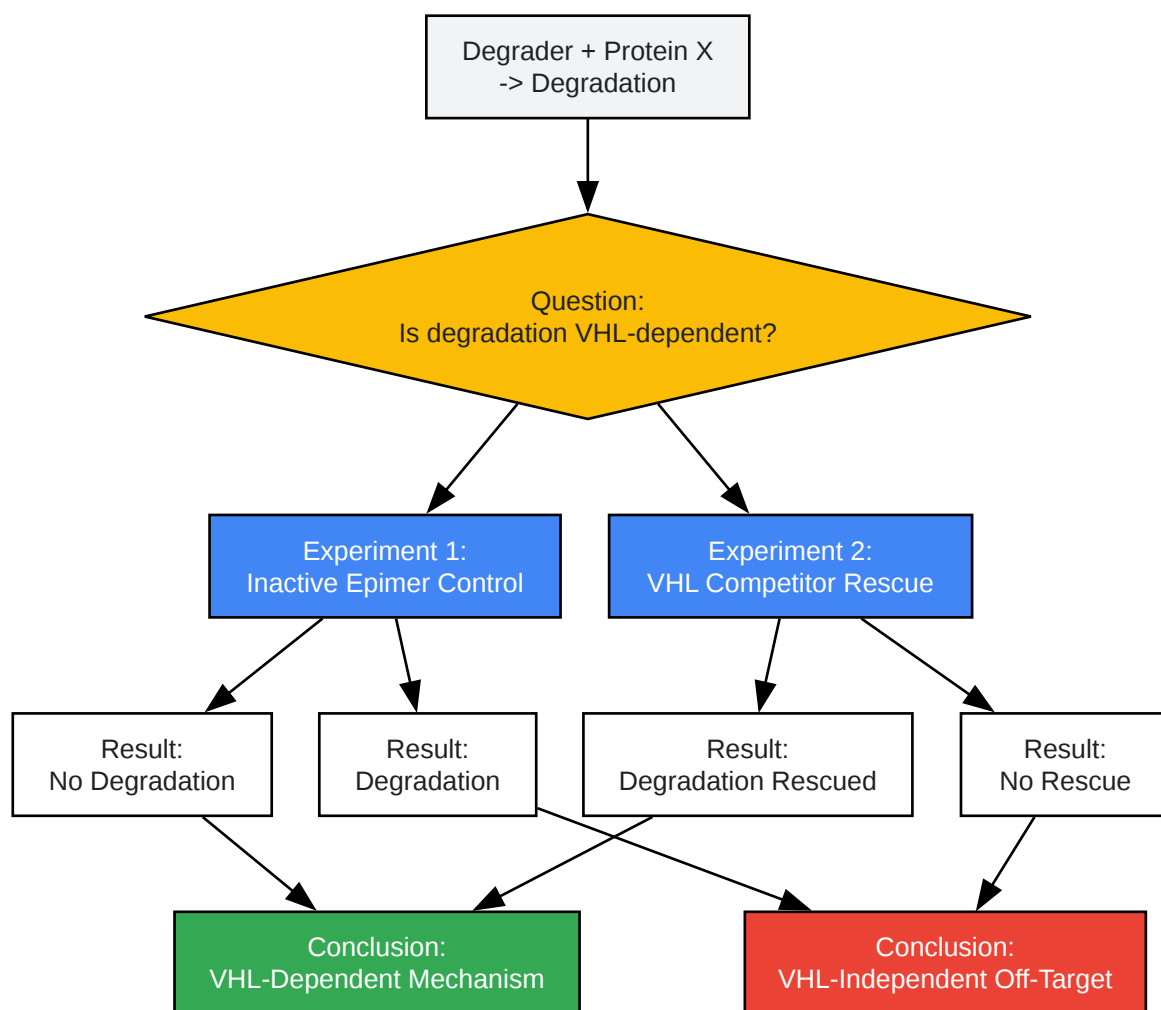 Degrader + Protein X
-> Degradation
Question:
Is degradation VHL-dependent?
Experiment 1:
Inactive Epimer Control
Experiment 2:
VHL Competitor Rescue
Result:
No Degradation
Result:
Degradation
Result:
Degradation Rescued
Result:
No Rescue
Conclusion:
VHL-Dependent Mechanism
Conclusion:
VHL-Independent Off-Target